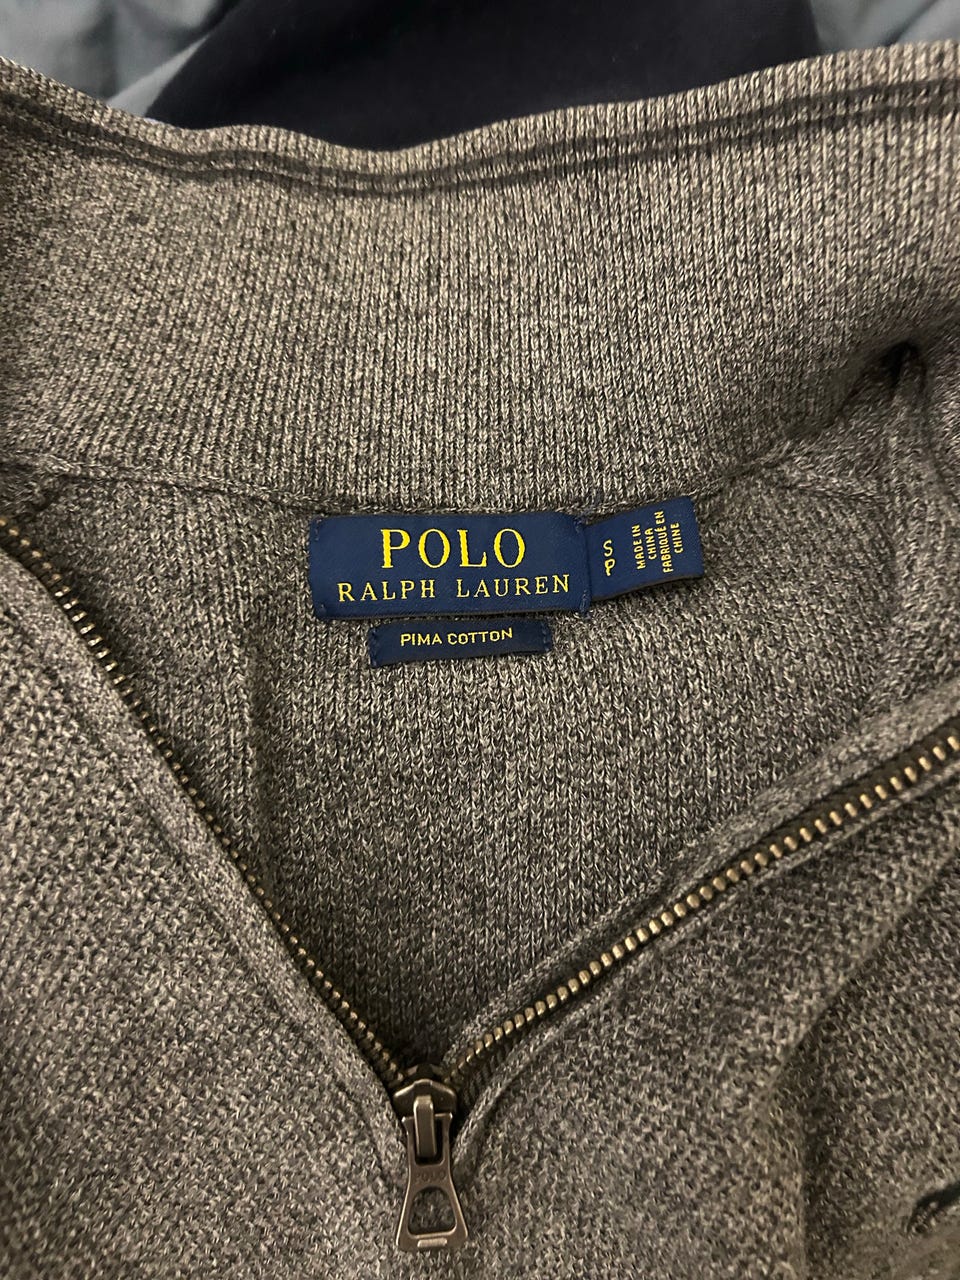 POLO
RALPH LAUREN
S
P
MADE IN
CHINA
FABRIQUÉ EN
CHINE
PIMA COTTON